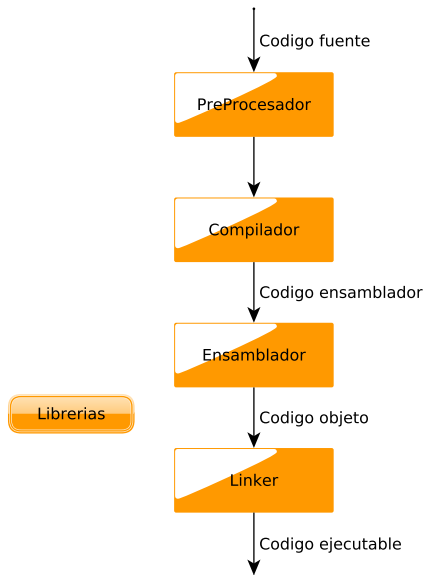 Codigo fuente
PreProcesador
Compilador
Codigo ensamblador
Ensamblador
Librerias
Codigo objeto
Linker
Codigo ejecutable